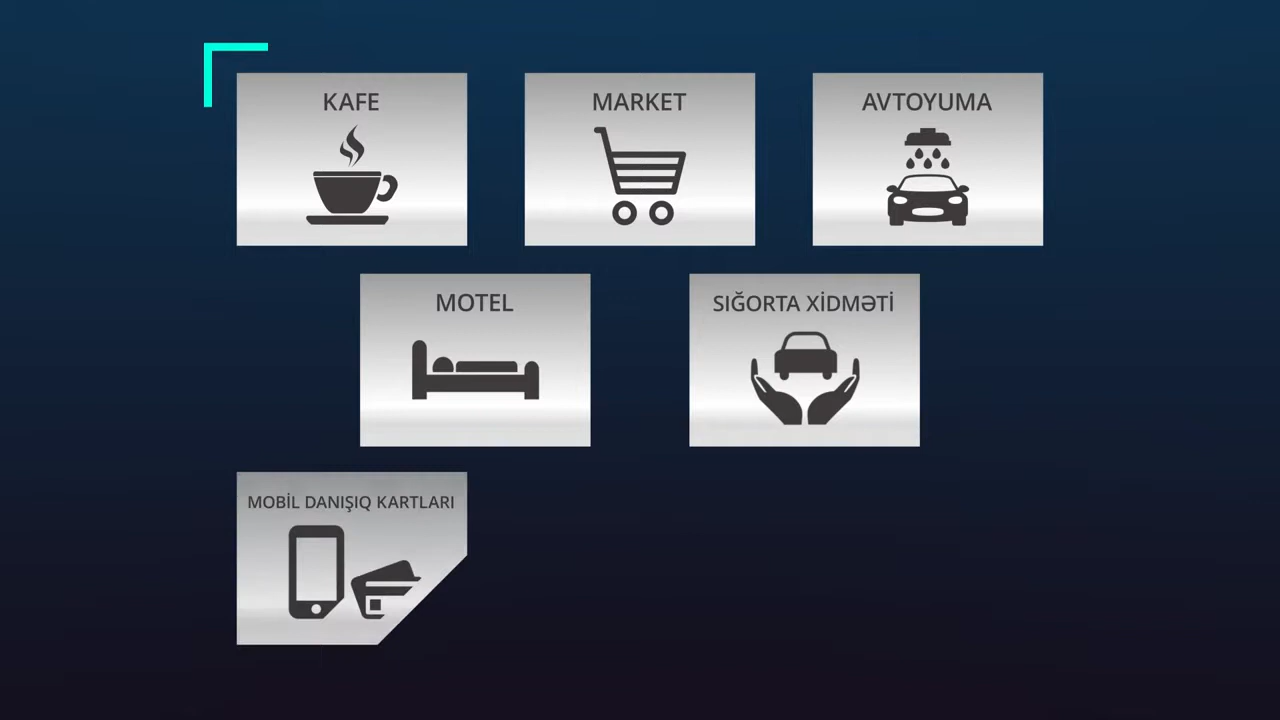 KAFE
MARKET
AVTOYUMA
MOTEL
SIĞORTA XİDMƏTİ
MOBİL DANIŞIQ KARTLARI